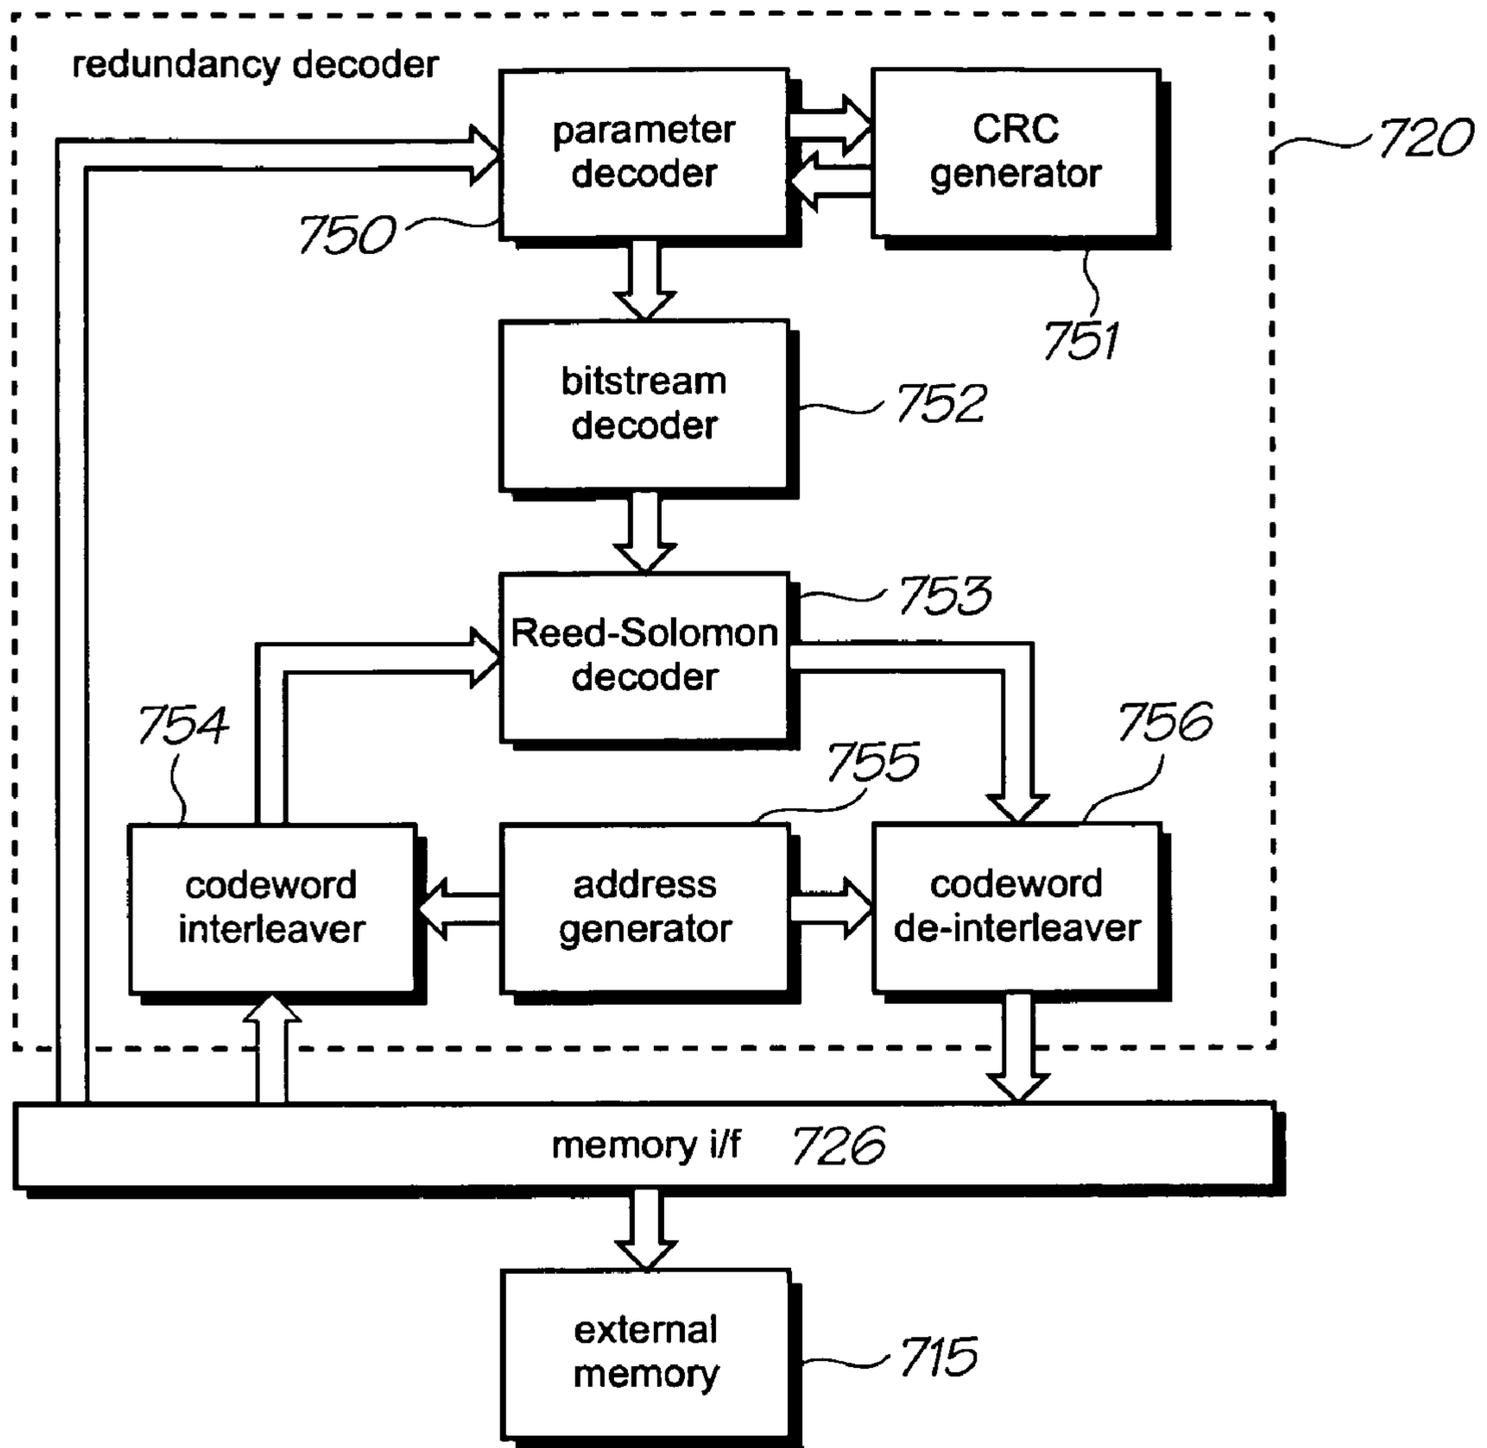 redundancy decoder
parameter
decoder
CRC
generator
720
750
751
bitstream
decoder
752
753
Reed-Solomon
decoder
754
755
756
codeword
interleaver
address
generator
codeword
de-interleaver
memory i/f 726
external
memory
715